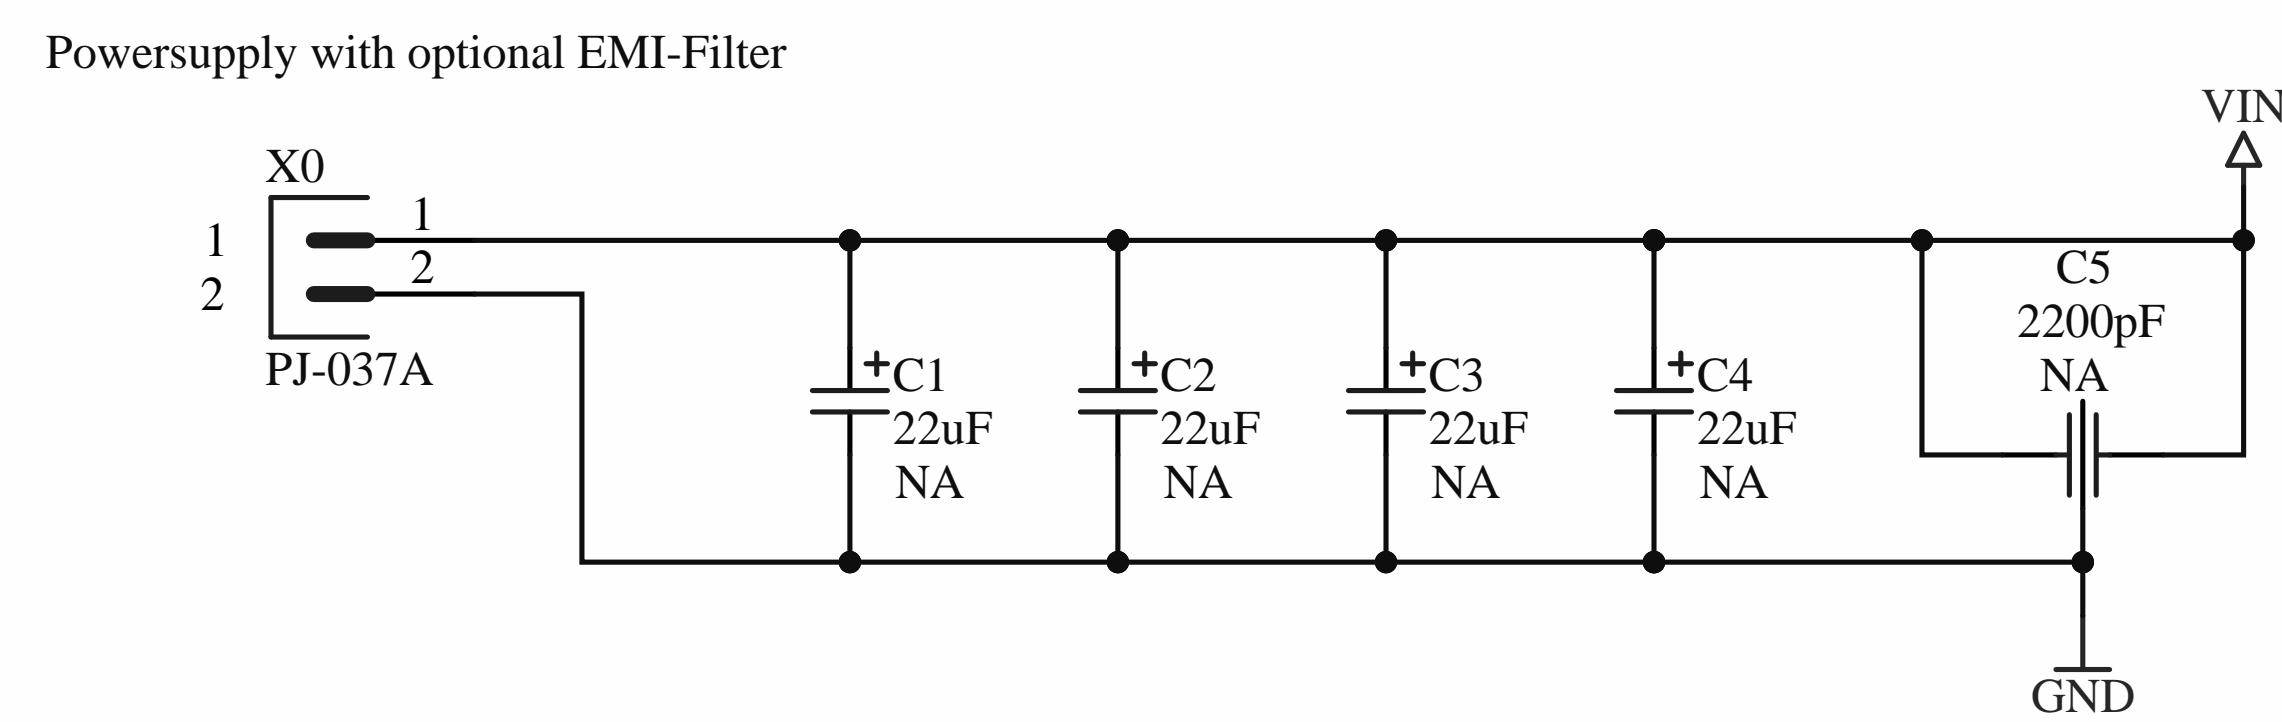 Powersupply with optional EMI-Filter
VIN
X0
1
1
2
2
PJ-037A
C1
22uF
NA
C2
22uF
NA
C3
22uF
NA
C4
22uF
NA
C5
2200pF
NA
GND